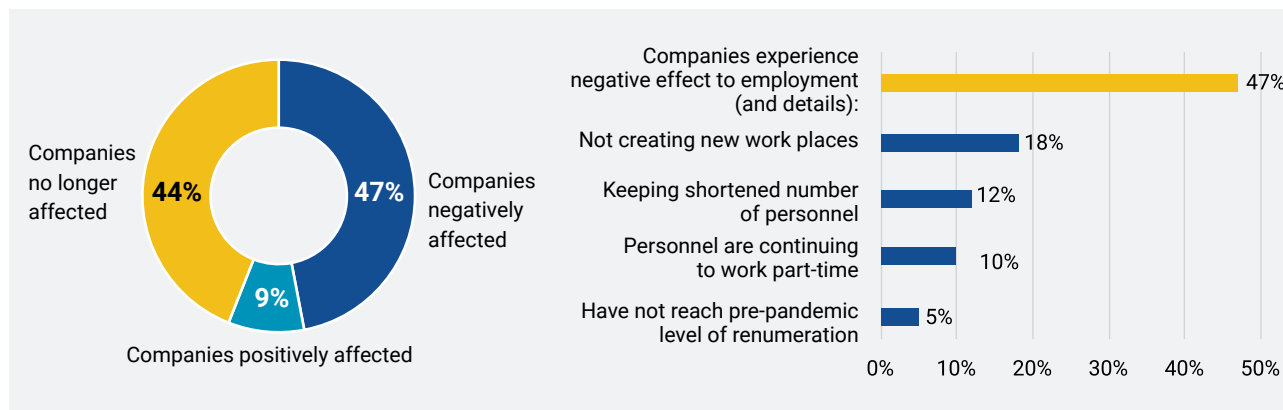 Companies
no longer
affected
44%
47%
Companies
negatively
affected
9%
Companies positively affected
Companies experience
negative effect to employment
(and details):
47%
Not creating new work places
18%
Keeping shortened number
of personnel
12%
Personnel are continuing
to work part-time
10%
Have not reach pre-pandemic
level of renumeration
5%
0% 10% 20% 30% 40% 50%